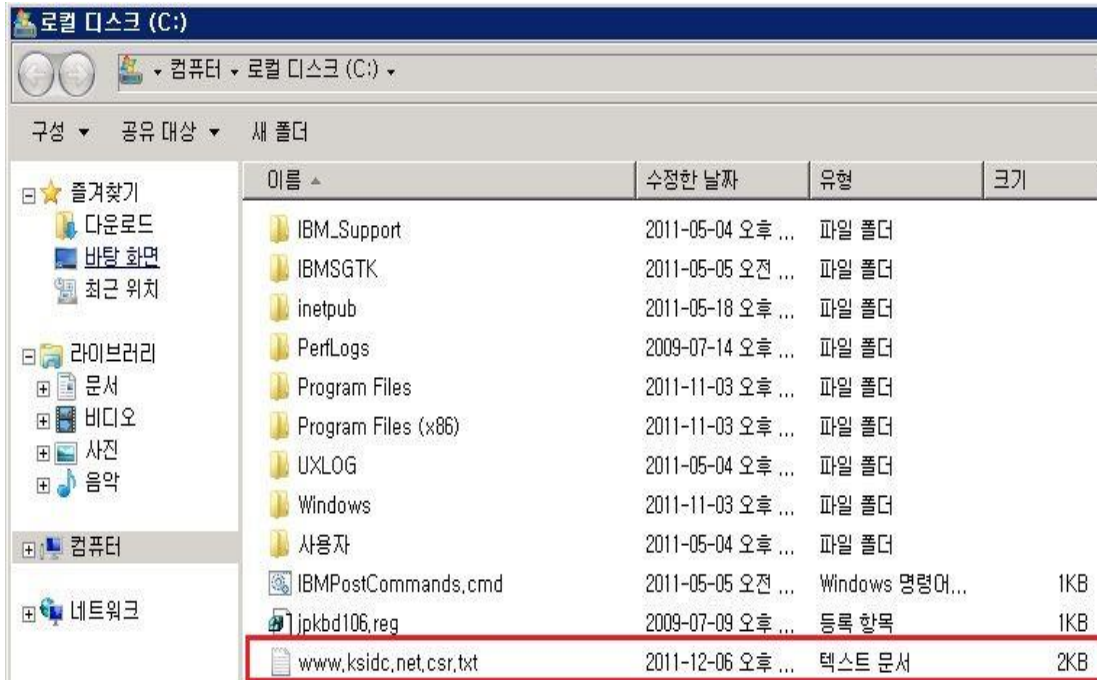 로컬 디스크 (C:)
컴퓨터 로컬 디스크 (C:)
구성 공유 대상 새 폴더
즐겨찾기
다운로드
바탕 화면
최근 위치
라이브러리
문서
비디오
사진
음악
컴퓨터
네트워크
이름 수정한 날짜 유형 크기
IBM_Support 2011-05-04 오후 ... 파일 폴더
IBMSGTK 2011-05-05 오전 ... 파일 폴더
inetpub 2011-05-18 오후 ... 파일 폴더
PerfLogs 2009-07-14 오후 ... 파일 폴더
Program Files 2011-11-03 오후 ... 파일 폴더
Program Files (x86) 2011-11-03 오후 ... 파일 폴더
UXLOG 2011-05-04 오후 ... 파일 폴더
Windows 2011-11-03 오후 ... 파일 폴더
사용자 2011-05-04 오후 ... 파일 폴더
IBMPostCommands.cmd 2011-05-05 오전 ... Windows 명령어... 1KB
jpkbd106.reg 2009-07-09 오후 ... 등록 항목 1KB
www.ksidc.net.csr.txt 2011-12-06 오후 ... 텍스트 문서 2KB